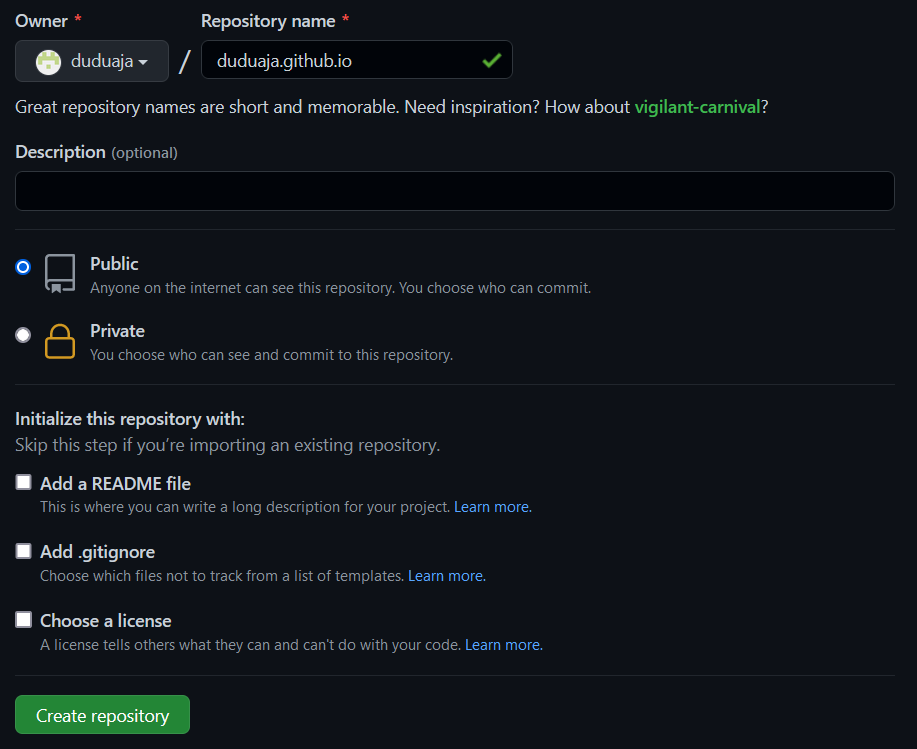 Owner * Repository name *
duduaja / duduaja.github.io
Great repository names are short and memorable. Need inspiration? How about vigilant-carnival?
Description (optional)
Public
Anyone on the internet can see this repository. You choose who can commit.
Private
You choose who can see and commit to this repository.
Initialize this repository with:
Skip this step if you’re importing an existing repository.
Add a README file
This is where you can write a long description for your project. Learn more.
Add .gitignore
Choose which files not to track from a list of templates. Learn more.
Choose a license
A license tells others what they can and can't do with your code. Learn more.
Create repository